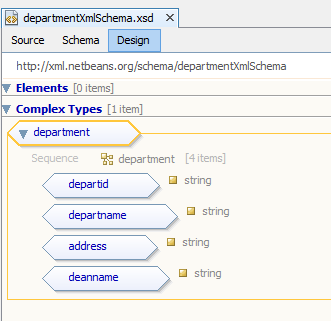 departmentXmlSchema.xsd
Source Schema Design
http://xml.netbeans.org/schema/departmentXmlSchema
Elements [0 items]
Complex Types [1 item]
department
Sequence department [4 items]
departid string
departname string
address string
deanname string